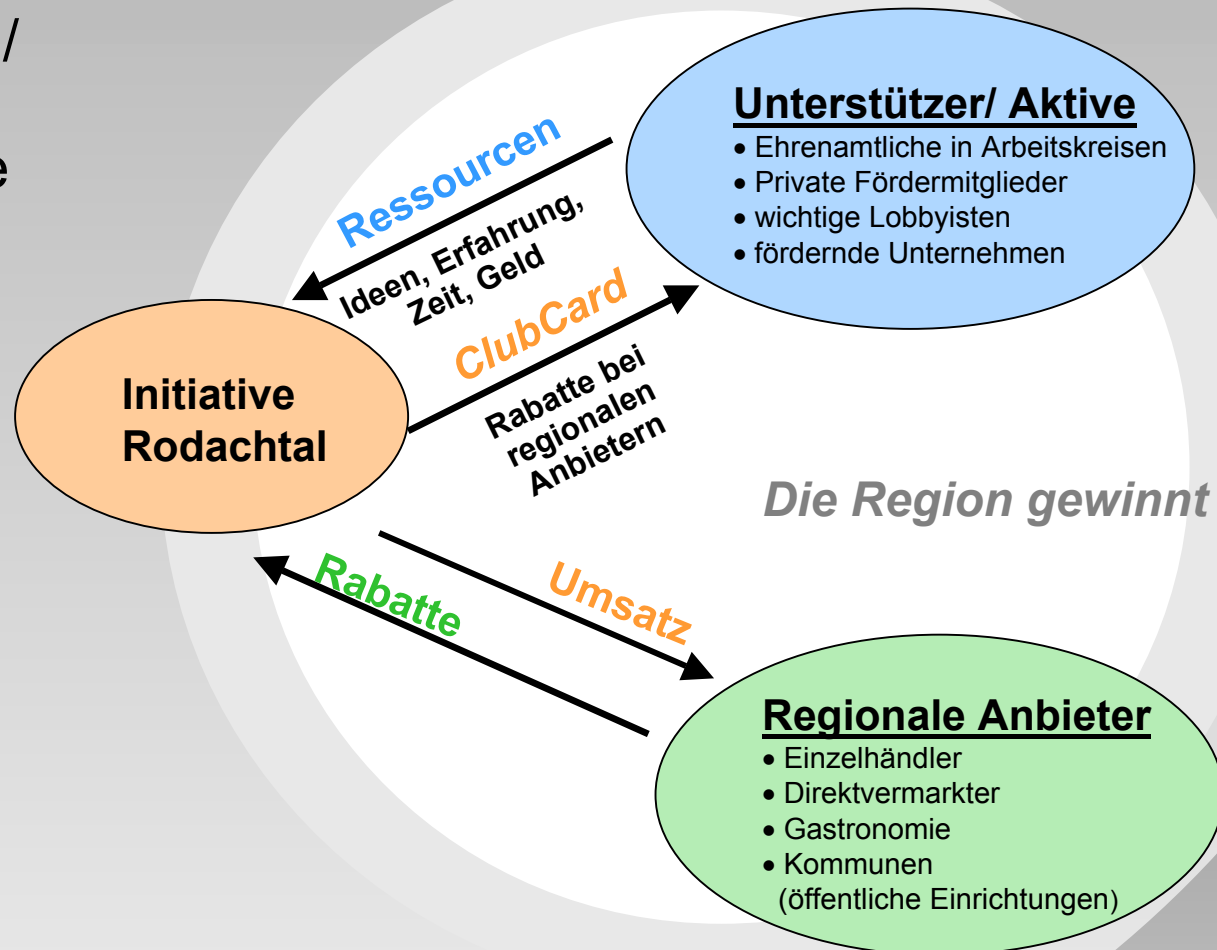 /
e
Unterstützer/ Aktive
• Ehrenamtliche in Arbeitskreisen
• Private Fördermitglieder
• wichtige Lobbyisten
• fördernde Unternehmen
Ressourcen
Ideen, Erfahrung,
Zeit, Geld
ClubCard
Rabatte bei
regionalen
Anbietern
Initiative
Rodachtal
Die Region gewinnt
Rabatte
Umsatz
Regionale Anbieter
• Einzelhändler
• Direktvermarkter
• Gastronomie
• Kommunen
(öffentliche Einrichtungen)